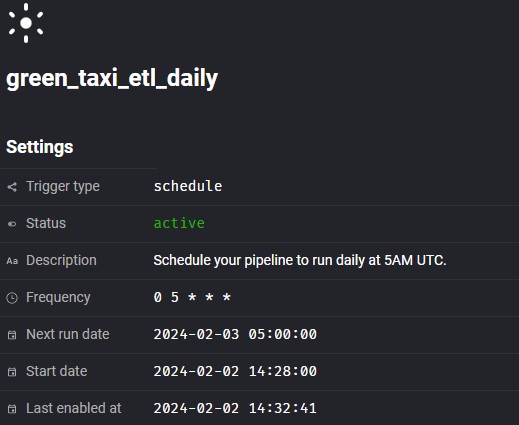 green_taxi_etl_daily
Settings
Trigger type schedule
Status active
Aa Description Schedule your pipeline to run daily at 5AM UTC.
Frequency 0 5 * * *
Next run date 2024-02-03 05:00:00
Start date 2024-02-02 14:28:00
Last enabled at 2024-02-02 14:32:41